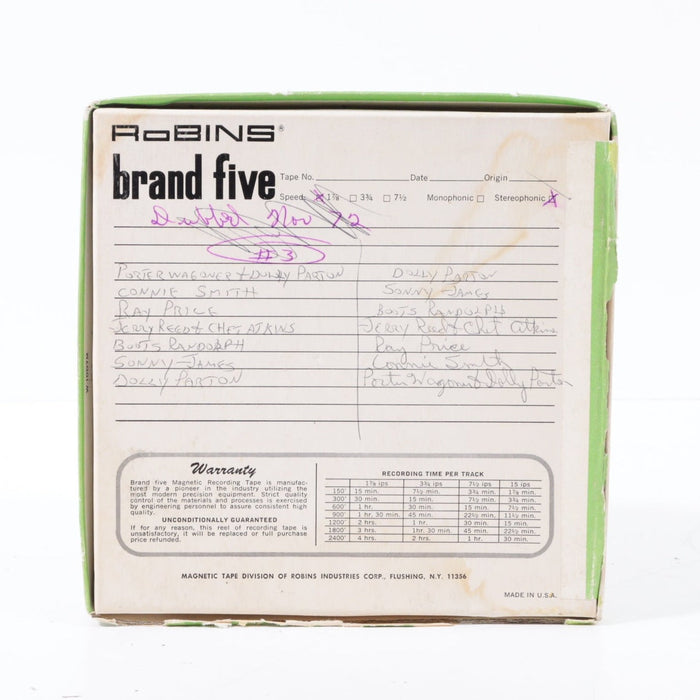 RoBINS®
brand five
Tape No. Date Origin
Speed: 1⅞ 3¾ 7½ Monophonic Stereophonic
Nov 72
#3
PORTER WAGONER & DOLLY PARTON DOLLY PARTON
CONNIE SMITH SONNY JAMES
RAY PRICE BOOTS RANDOLPH
JERRY REED & CHET ATKINS JERRY REED & Chet Atkins
BOOTS RANDOLPH Ray Price
SONNY JAMES Connie Smith
DOLLY PARTON Porter Wagoner & Dolly Parton
Warranty
Brand five Magnetic Recording Tape is manufac-
tured by a pioneer in the industry utilizing the
most modern precision equipment. Strict quality
control of the materials and processes is exercised
by engineering personnel to assure consistent high
quality.
UNCONDITIONALLY GUARANTEED
If for any reason, this reel of recording tape is
unsatisfactory, it will be replaced or full purchase
price refunded.
RECORDING TIME PER TRACK
1⅞ ips 3¾ ips 7½ ips 15 ips
150' 15 min. 7½ min. 3¾ min. 1⅞ min.
300' 30 min. 15 min. 7½ min. 3¾ min.
600' 1 hr. 30 min. 15 min. 7½ min.
900' 1 hr. 30 min. 45 min. 22½ min. 11¼ min.
1200' 2 hrs. 1 hr. 30 min. 15 min.
1800' 3 hrs. 1 hr. 30 min. 45 min. 22½ min.
2400' 4 hrs. 2 hrs. 1 hr. 30 min.
MAGNETIC TAPE DIVISION OF ROBINS INDUSTRIES CORP., FLUSHING, N.Y. 11356
MADE IN U.S.A.